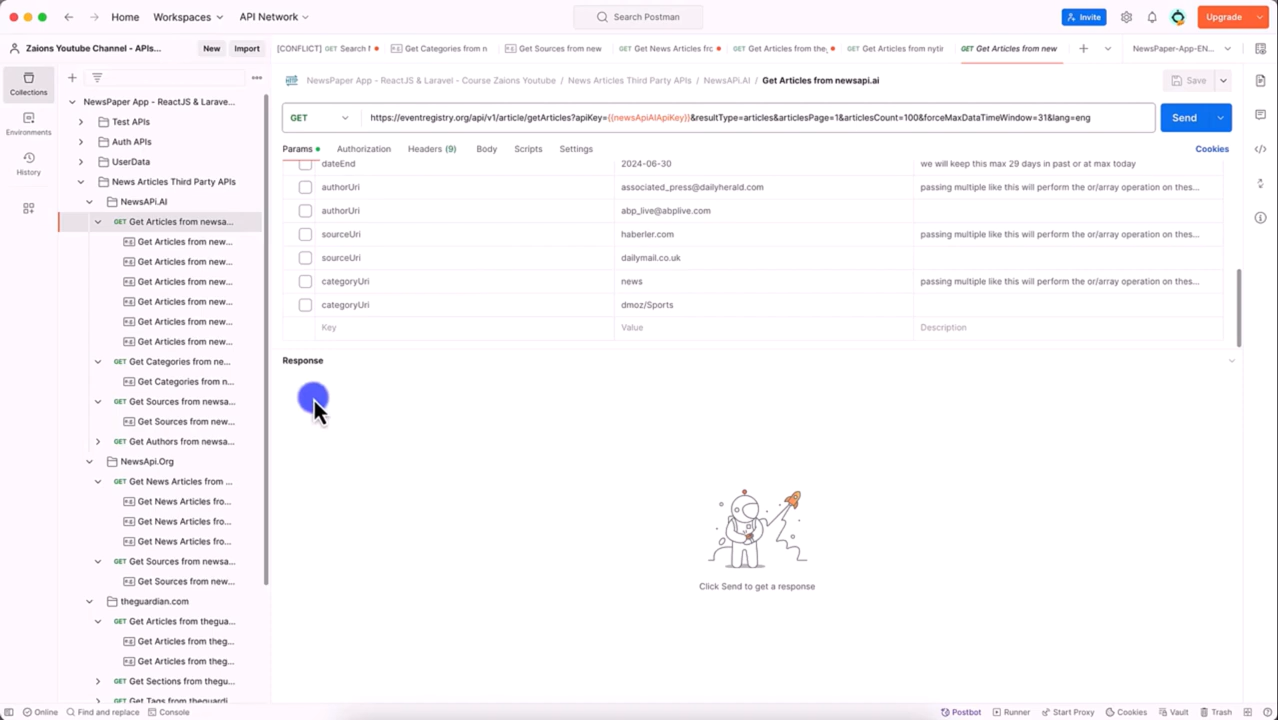 Home
Workspaces
API Network
Search Postman
Invite
Upgrade
Zaions Youtube Channel - APIs...
New
Import
[CONFLICT] GET Search N
Get Categories from n
Get Sources from new
GET Get News Articles frc
GET Get Articles from the
GET Get Articles from nytir
GET Get Articles from new
NewsPaper-App-EN...
Collections
Environments
History
NewsPaper App - ReactJS & Larave...
Test APIs
Auth APIs
UserData
News Articles Third Party APIs
NewsAPi.AI
GET Get Articles from newsa...
Get Articles from new...
Get Articles from new...
Get Articles from new...
Get Articles from new...
Get Articles from new...
Get Articles from new...
GET Get Categories from ne...
Get Categories from n...
GET Get Sources from newsa...
Get Sources from new...
GET Get Authors from newsa...
NewsApi.Org
GET Get News Articles from ...
Get News Articles fro...
Get News Articles fro...
Get News Articles fro...
GET Get Sources from newsa...
Get Sources from new...
theguardian.com
GET Get Articles from thegua...
Get Articles from theg...
Get Articles from theg...
GET Get Sections from thegu...
GET Get Tags from theguardi...
NewsPaper App - ReactJS & Laravel - Course Zaions Youtube / News Articles Third Party APIs / NewsAPi.AI / Get Articles from newsapi.ai
Save
GET
https://eventregistry.org/api/v1/article/getArticles?apiKey={{newsApiAIApiKey}}&resultType=articles&articlesPage=1&articlesCount=100&forceMaxDataTimeWindow=31&lang=eng
Send
Params
Authorization
Headers (9)
Body
Scripts
Settings
Cookies
dateEnd 2024-06-30 we will keep this max 29 days in past or at max today
authorUri associated_press@dailyherald.com passing multiple like this will perform the or/array operation on thes...
authorUri abp_live@abplive.com
sourceUri haberler.com passing multiple like this will perform the or/array operation on thes...
sourceUri dailymail.co.uk
categoryUri news passing multiple like this will perform the or/array operation on thes...
categoryUri dmoz/Sports
Key Value Description
Response
Click Send to get a response
Online
Find and replace
Console
Postbot
Runner
Start Proxy
Cookies
Vault
Trash